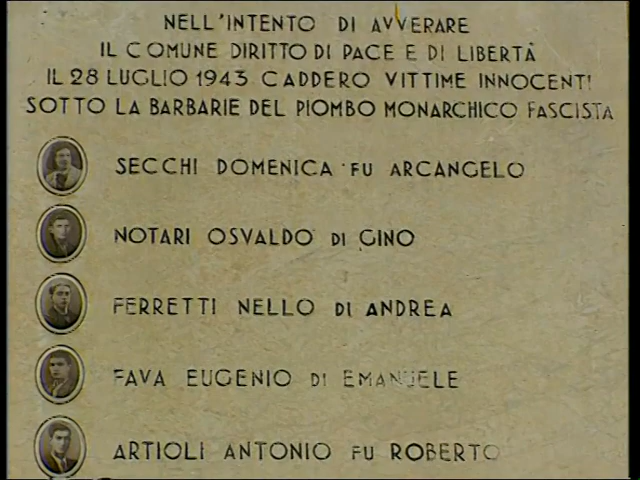 NELL'INTENTO DI AVVERARE
IL COMUNE DIRITTO DI PACE E DI LIBERTÀ
IL 28 LUGLIO 1943 CADDERO VITTIME INNOCENTI
SOTTO LA BARBARIE DEL PIOMBO MONARCHICO FASCISTA
SECCHI DOMENICA FU ARCANGELO
NOTARI OSVALDO DI GINO
FERRETTI NELLO DI ANDREA
FAVA EUGENIO DI EMANUELE
ARTIOLI ANTONIO FU ROBERTO